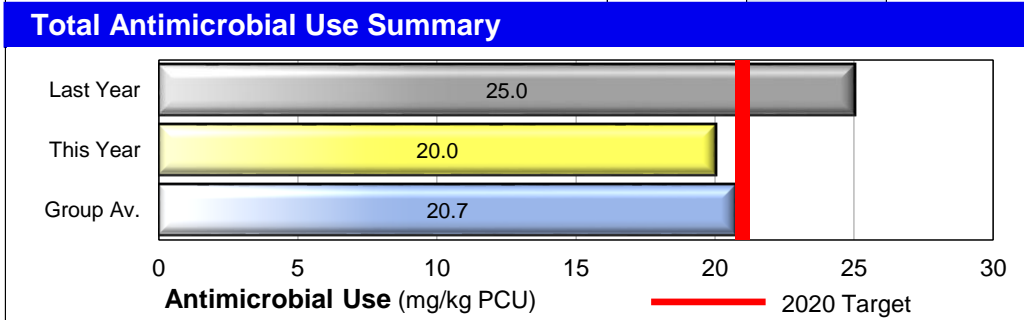 Total Antimicrobial Use Summary
Last Year 25.0
This Year 20.0
Group Av. 20.7
0 5 10 15 20 25 30
Antimicrobial Use (mg/kg PCU) 2020 Target